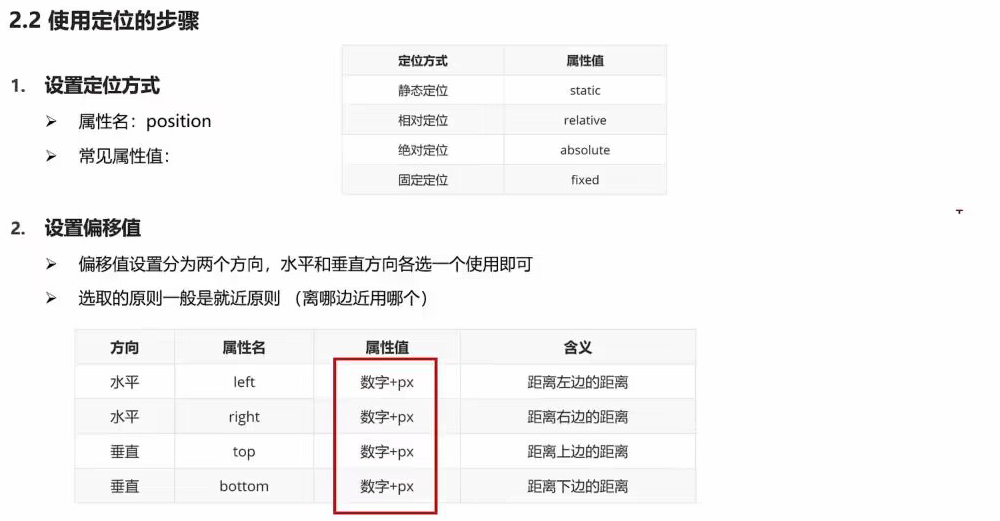 2.2 使用定位的步骤
1. 设置定位方式
➢ 属性名：position
➢ 常见属性值：
定位方式 属性值
静态定位 static
相对定位 relative
绝对定位 absolute
固定定位 fixed
2. 设置偏移值
➢ 偏移值设置分为两个方向，水平和垂直方向各选一个使用即可
➢ 选取的原则一般是就近原则 （离哪边近用哪个）
方向 属性名 属性值 含义
水平 left 数字+px 距离左边的距离
水平 right 数字+px 距离右边的距离
垂直 top 数字+px 距离上边的距离
垂直 bottom 数字+px 距离下边的距离